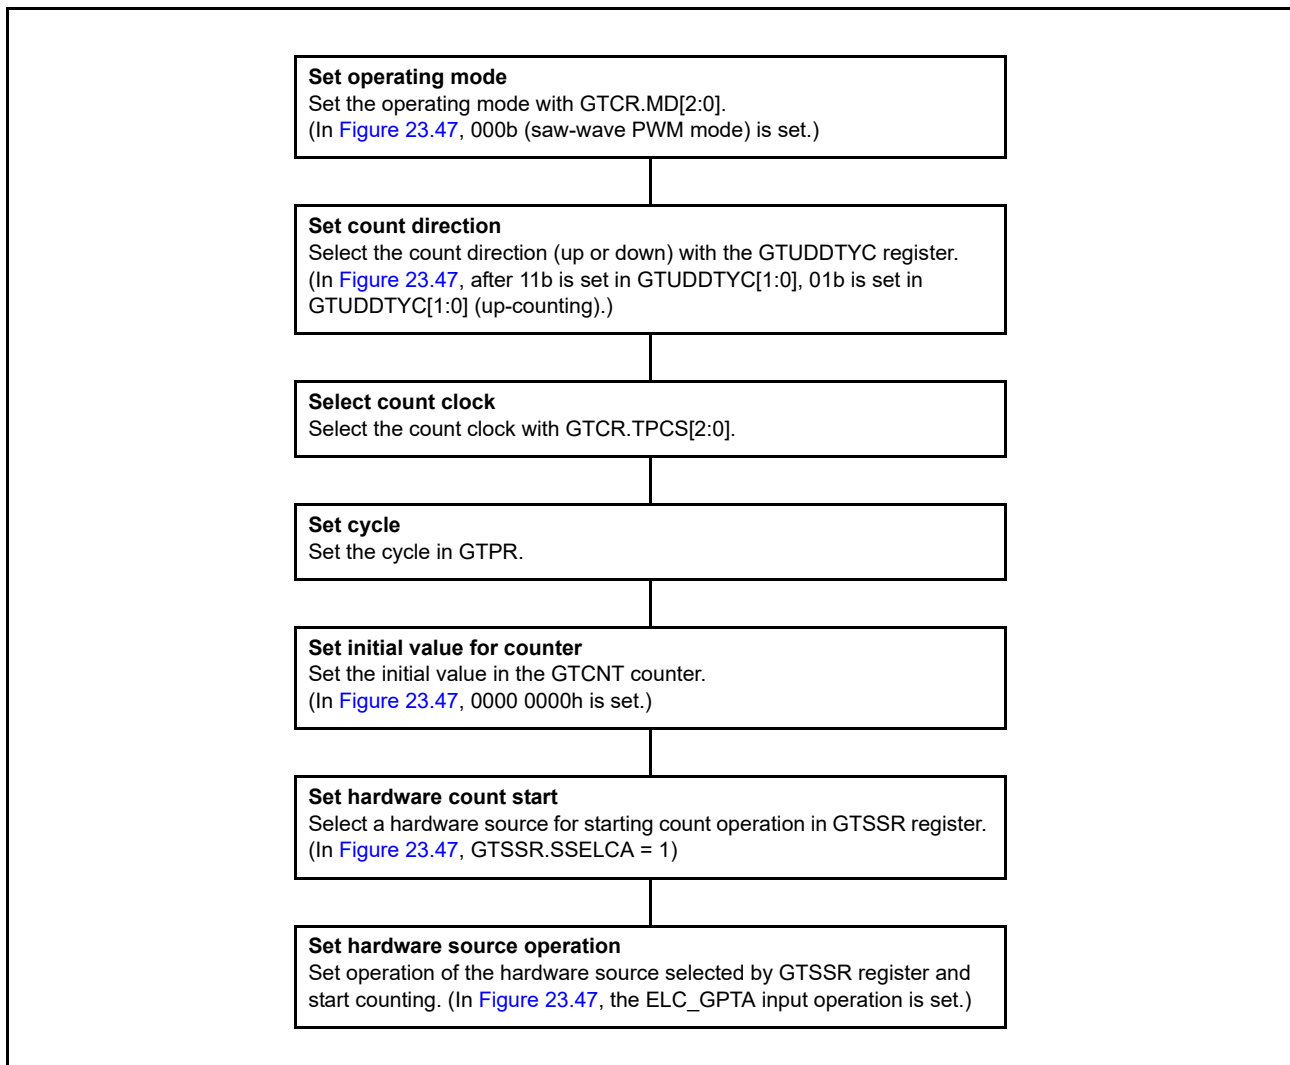 Set operating mode
Set the operating mode with GTCR.MD[2:0].
(In Figure 23.47, 000b (saw-wave PWM mode) is set.)
Set count direction
Select the count direction (up or down) with the GTUDDTYC register.
(In Figure 23.47, after 11b is set in GTUDDTYC[1:0], 01b is set in
GTUDDTYC[1:0] (up-counting).)
Select count clock
Select the count clock with GTCR.TPCS[2:0].
Set cycle
Set the cycle in GTPR.
Set initial value for counter
Set the initial value in the GTCNT counter.
(In Figure 23.47, 0000 0000h is set.)
Set hardware count start
Select a hardware source for starting count operation in GTSSR register.
(In Figure 23.47, GTSSR.SSELCA = 1)
Set hardware source operation
Set operation of the hardware source selected by GTSSR register and
start counting. (In Figure 23.47, the ELC_GPTA input operation is set.)